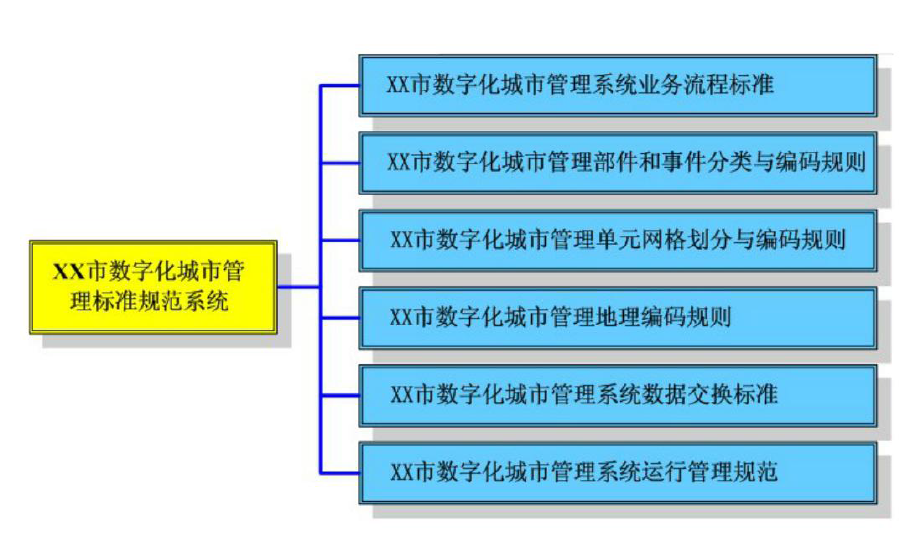 XX市数字化城市管理系统业务流程标准
XX市数字化城市管理部件和事件分类与编码规则
XX市数字化城市管理单元网格划分与编码规则
XX市数字化城市管
理标准规范系统
XX市数字化城市管理地理编码规则
XX市数字化城市管理系统数据交换标准
XX市数字化城市管理系统运行管理规范